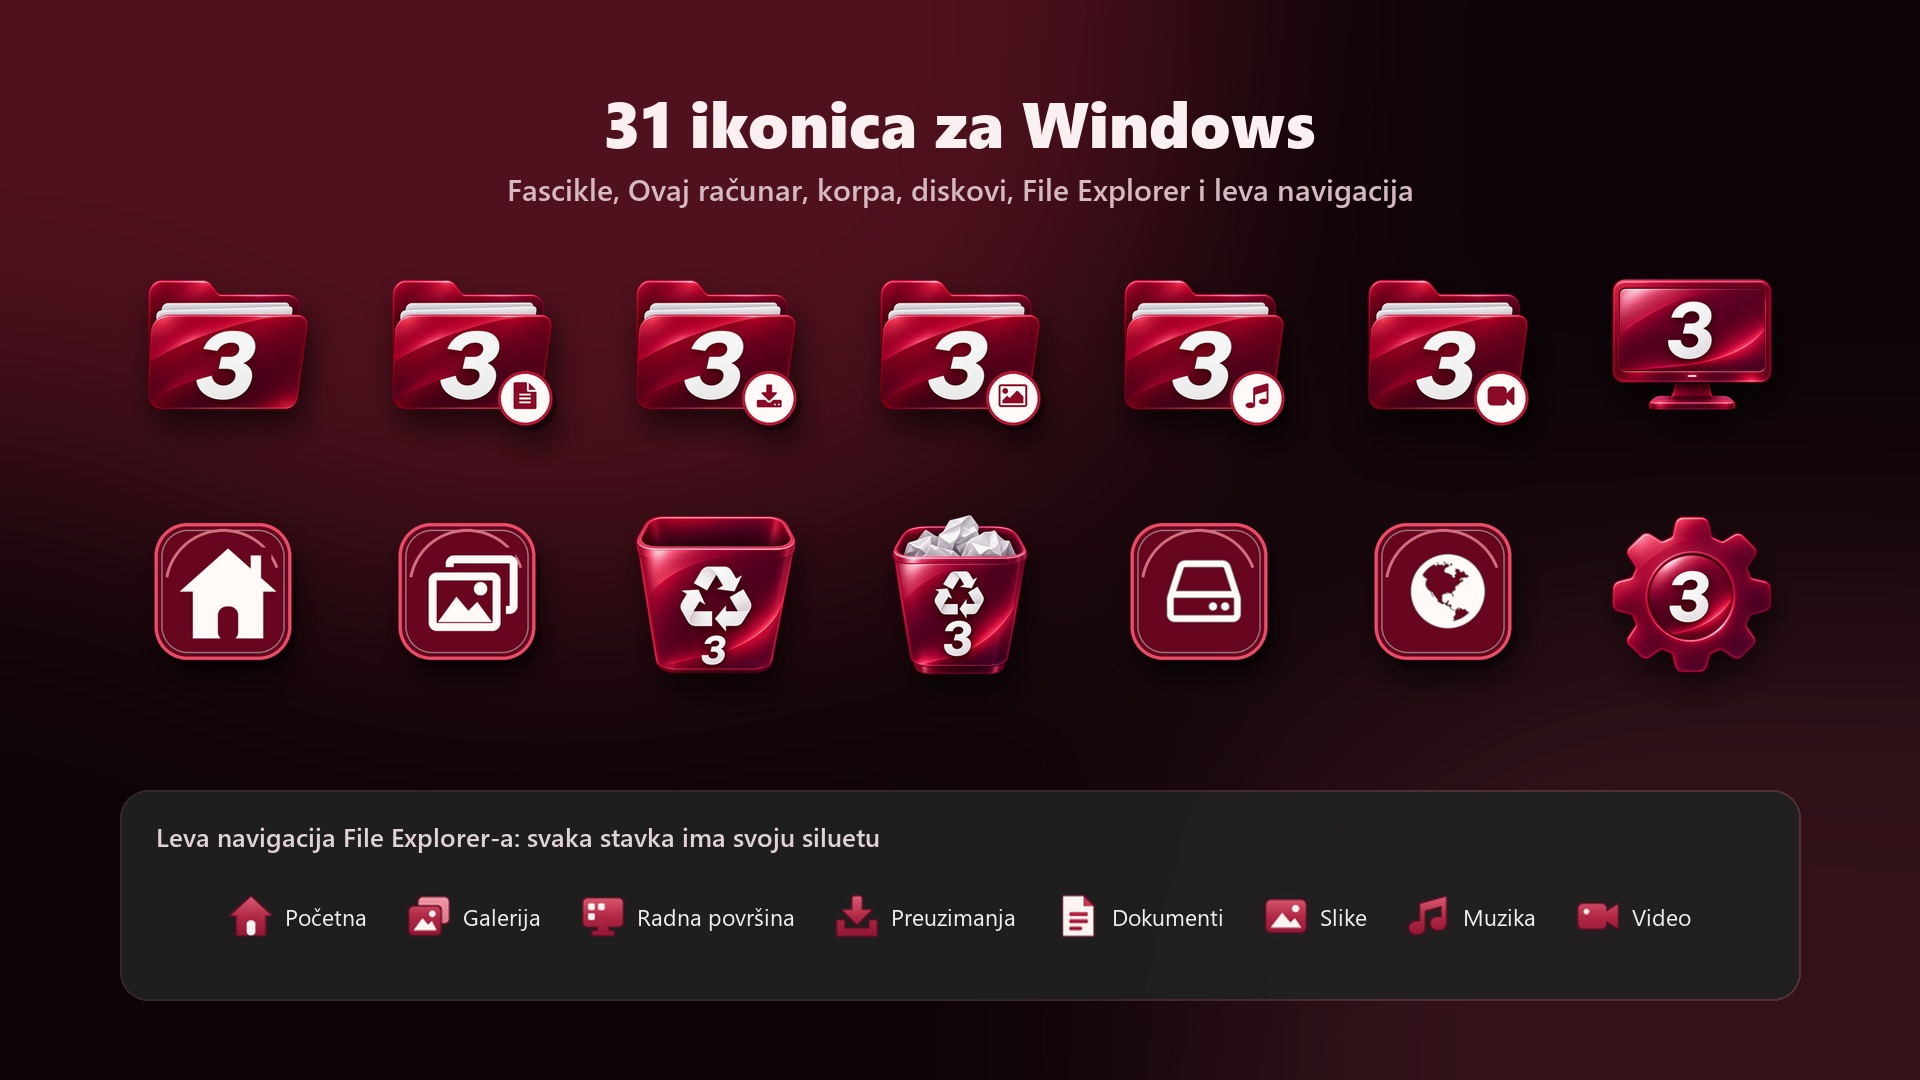 31 ikonica za Windows
Fascikle, Ovaj računar, korpa, diskovi, File Explorer i leva navigacija
3 3 3 3 3 3 3
3 3 3
Leva navigacija File Explorer-a: svaka stavka ima svoju siluetu
Početna Galerija Radna površina Preuzimanja Dokumenti Slike Muzika Video